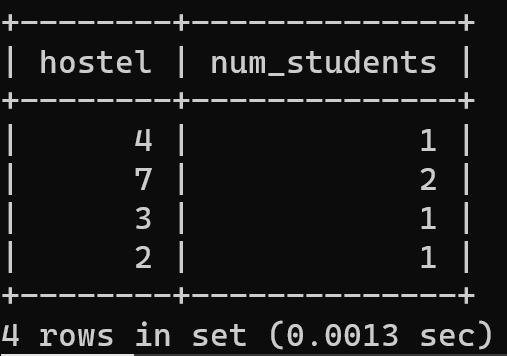 +--------+--------------+
| hostel | num_students |
+--------+--------------+
|      4 |            1 |
|      7 |            2 |
|      3 |            1 |
|      2 |            1 |
+--------+--------------+
4 rows in set (0.0013 sec)